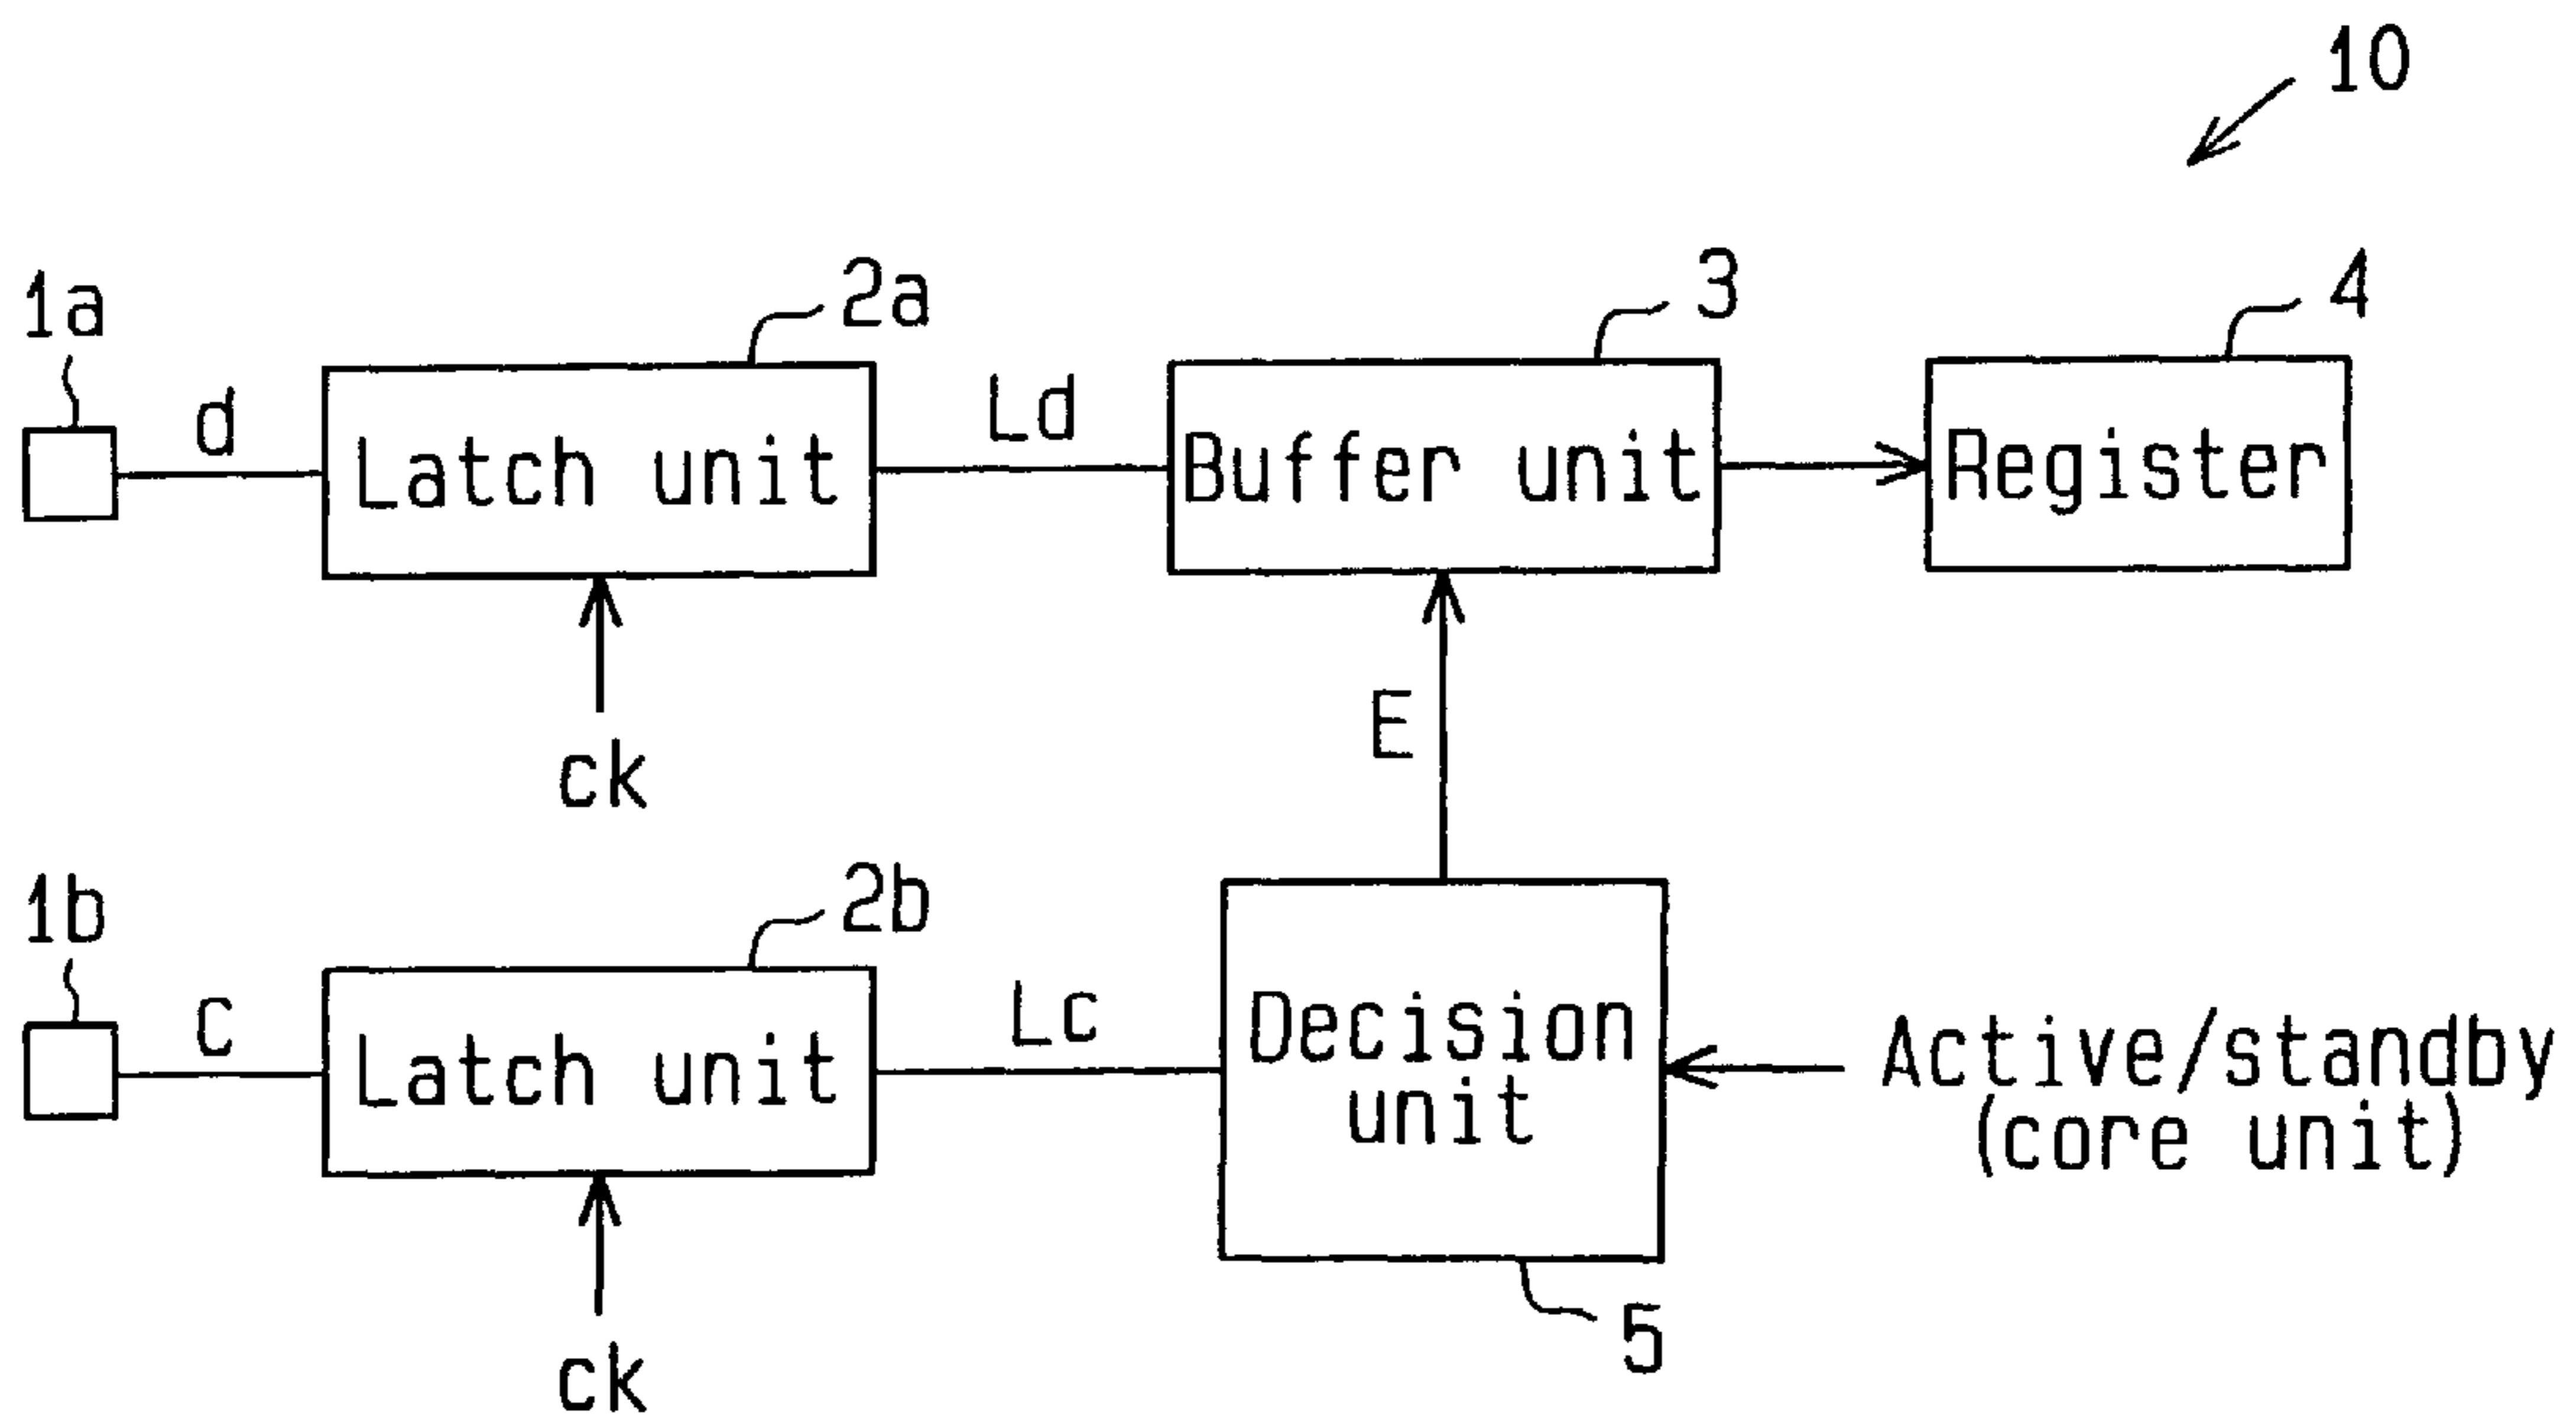 10
1a
d
2a
Latch unit
Ld
3
Buffer unit
4
Register
ck
E
1b
C
2b
Latch unit
Lc
Decision
unit
Active/standby
(core unit)
5
ck